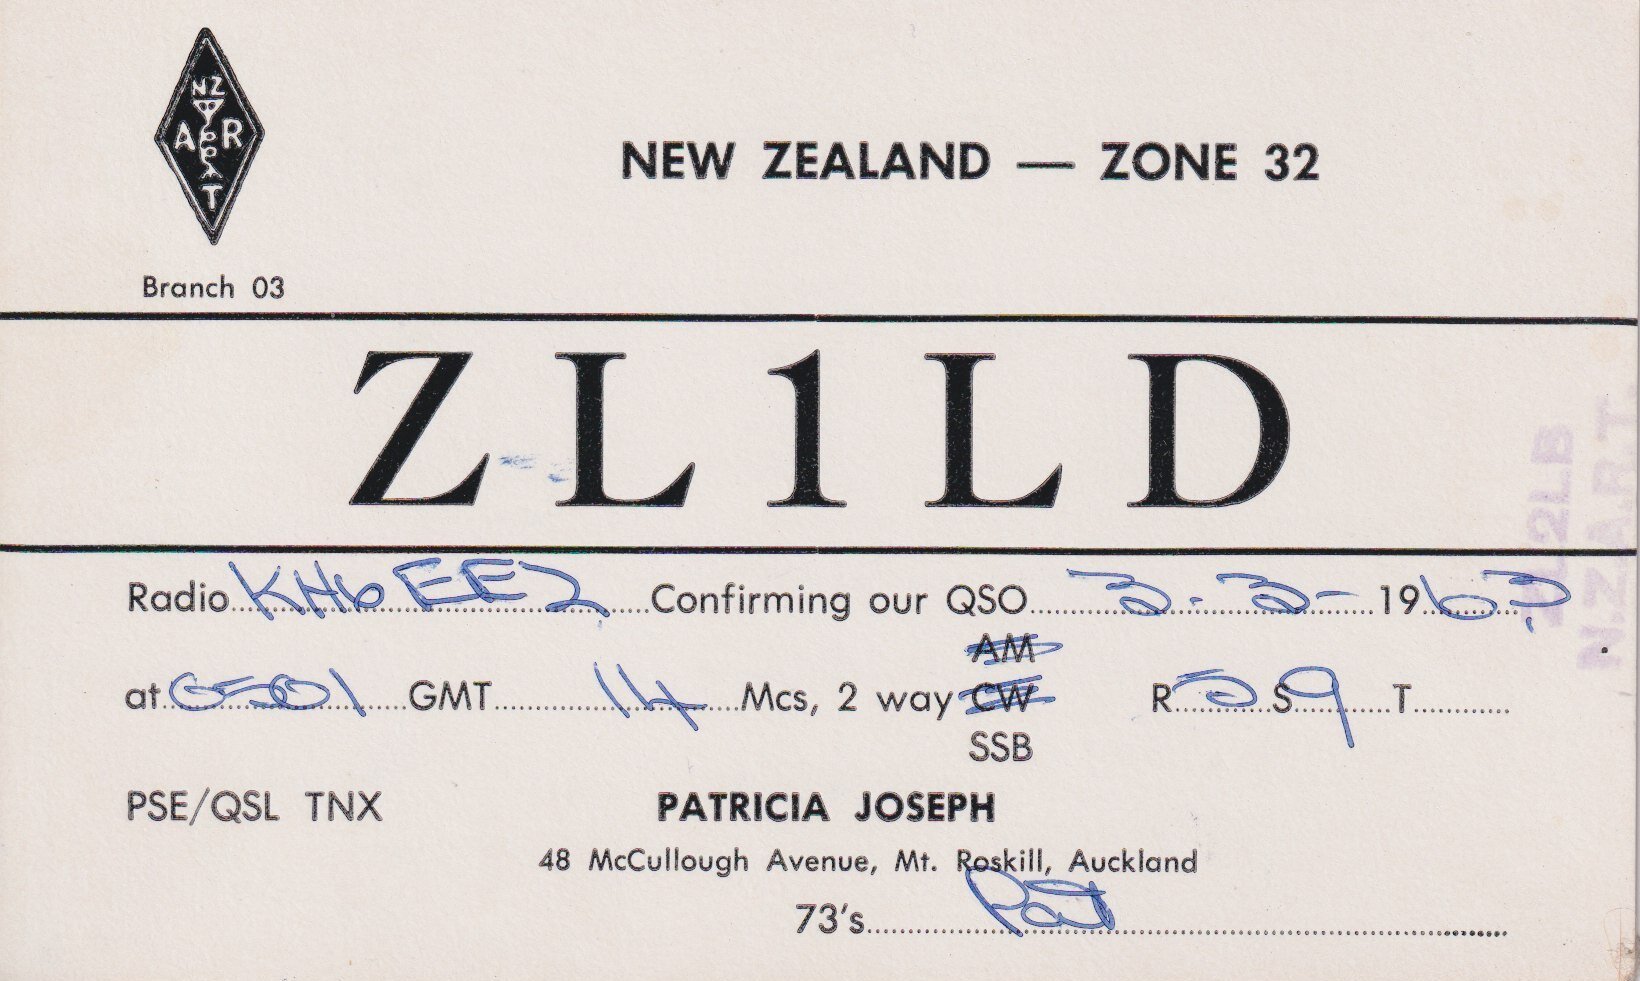 NZ
A R
T
Branch 03
NEW ZEALAND — ZONE 32
ZL1LD
Radio KH6EEZ Confirming our QSO 3.3- 1963
at 0501 GMT 14 Mcs, 2 way AM CW SSB R 5 S 9 T
PSE/QSL TNX
PATRICIA JOSEPH
48 McCullough Avenue, Mt. Roskill, Auckland
73's Pat
N.Z.A.R.T.